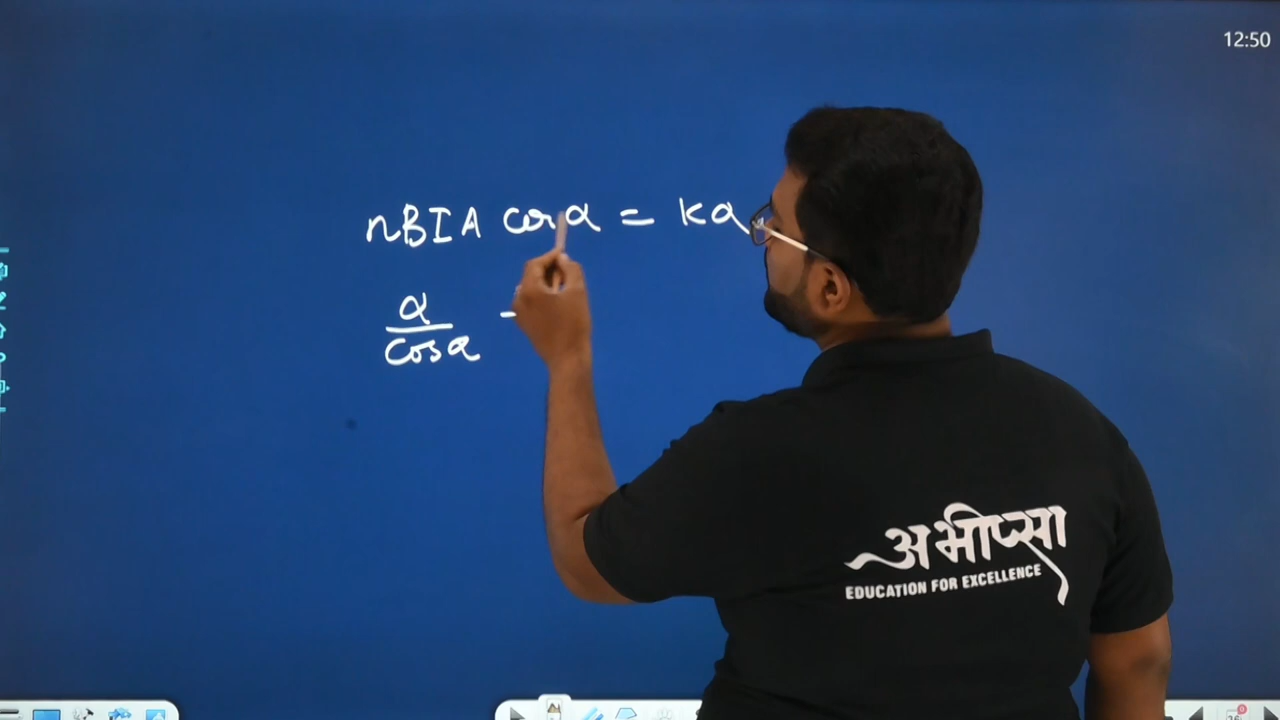 12:50
nBIA cosα = kα
α
cosα
अभीप्सा
EDUCATION FOR EXCELLENCE